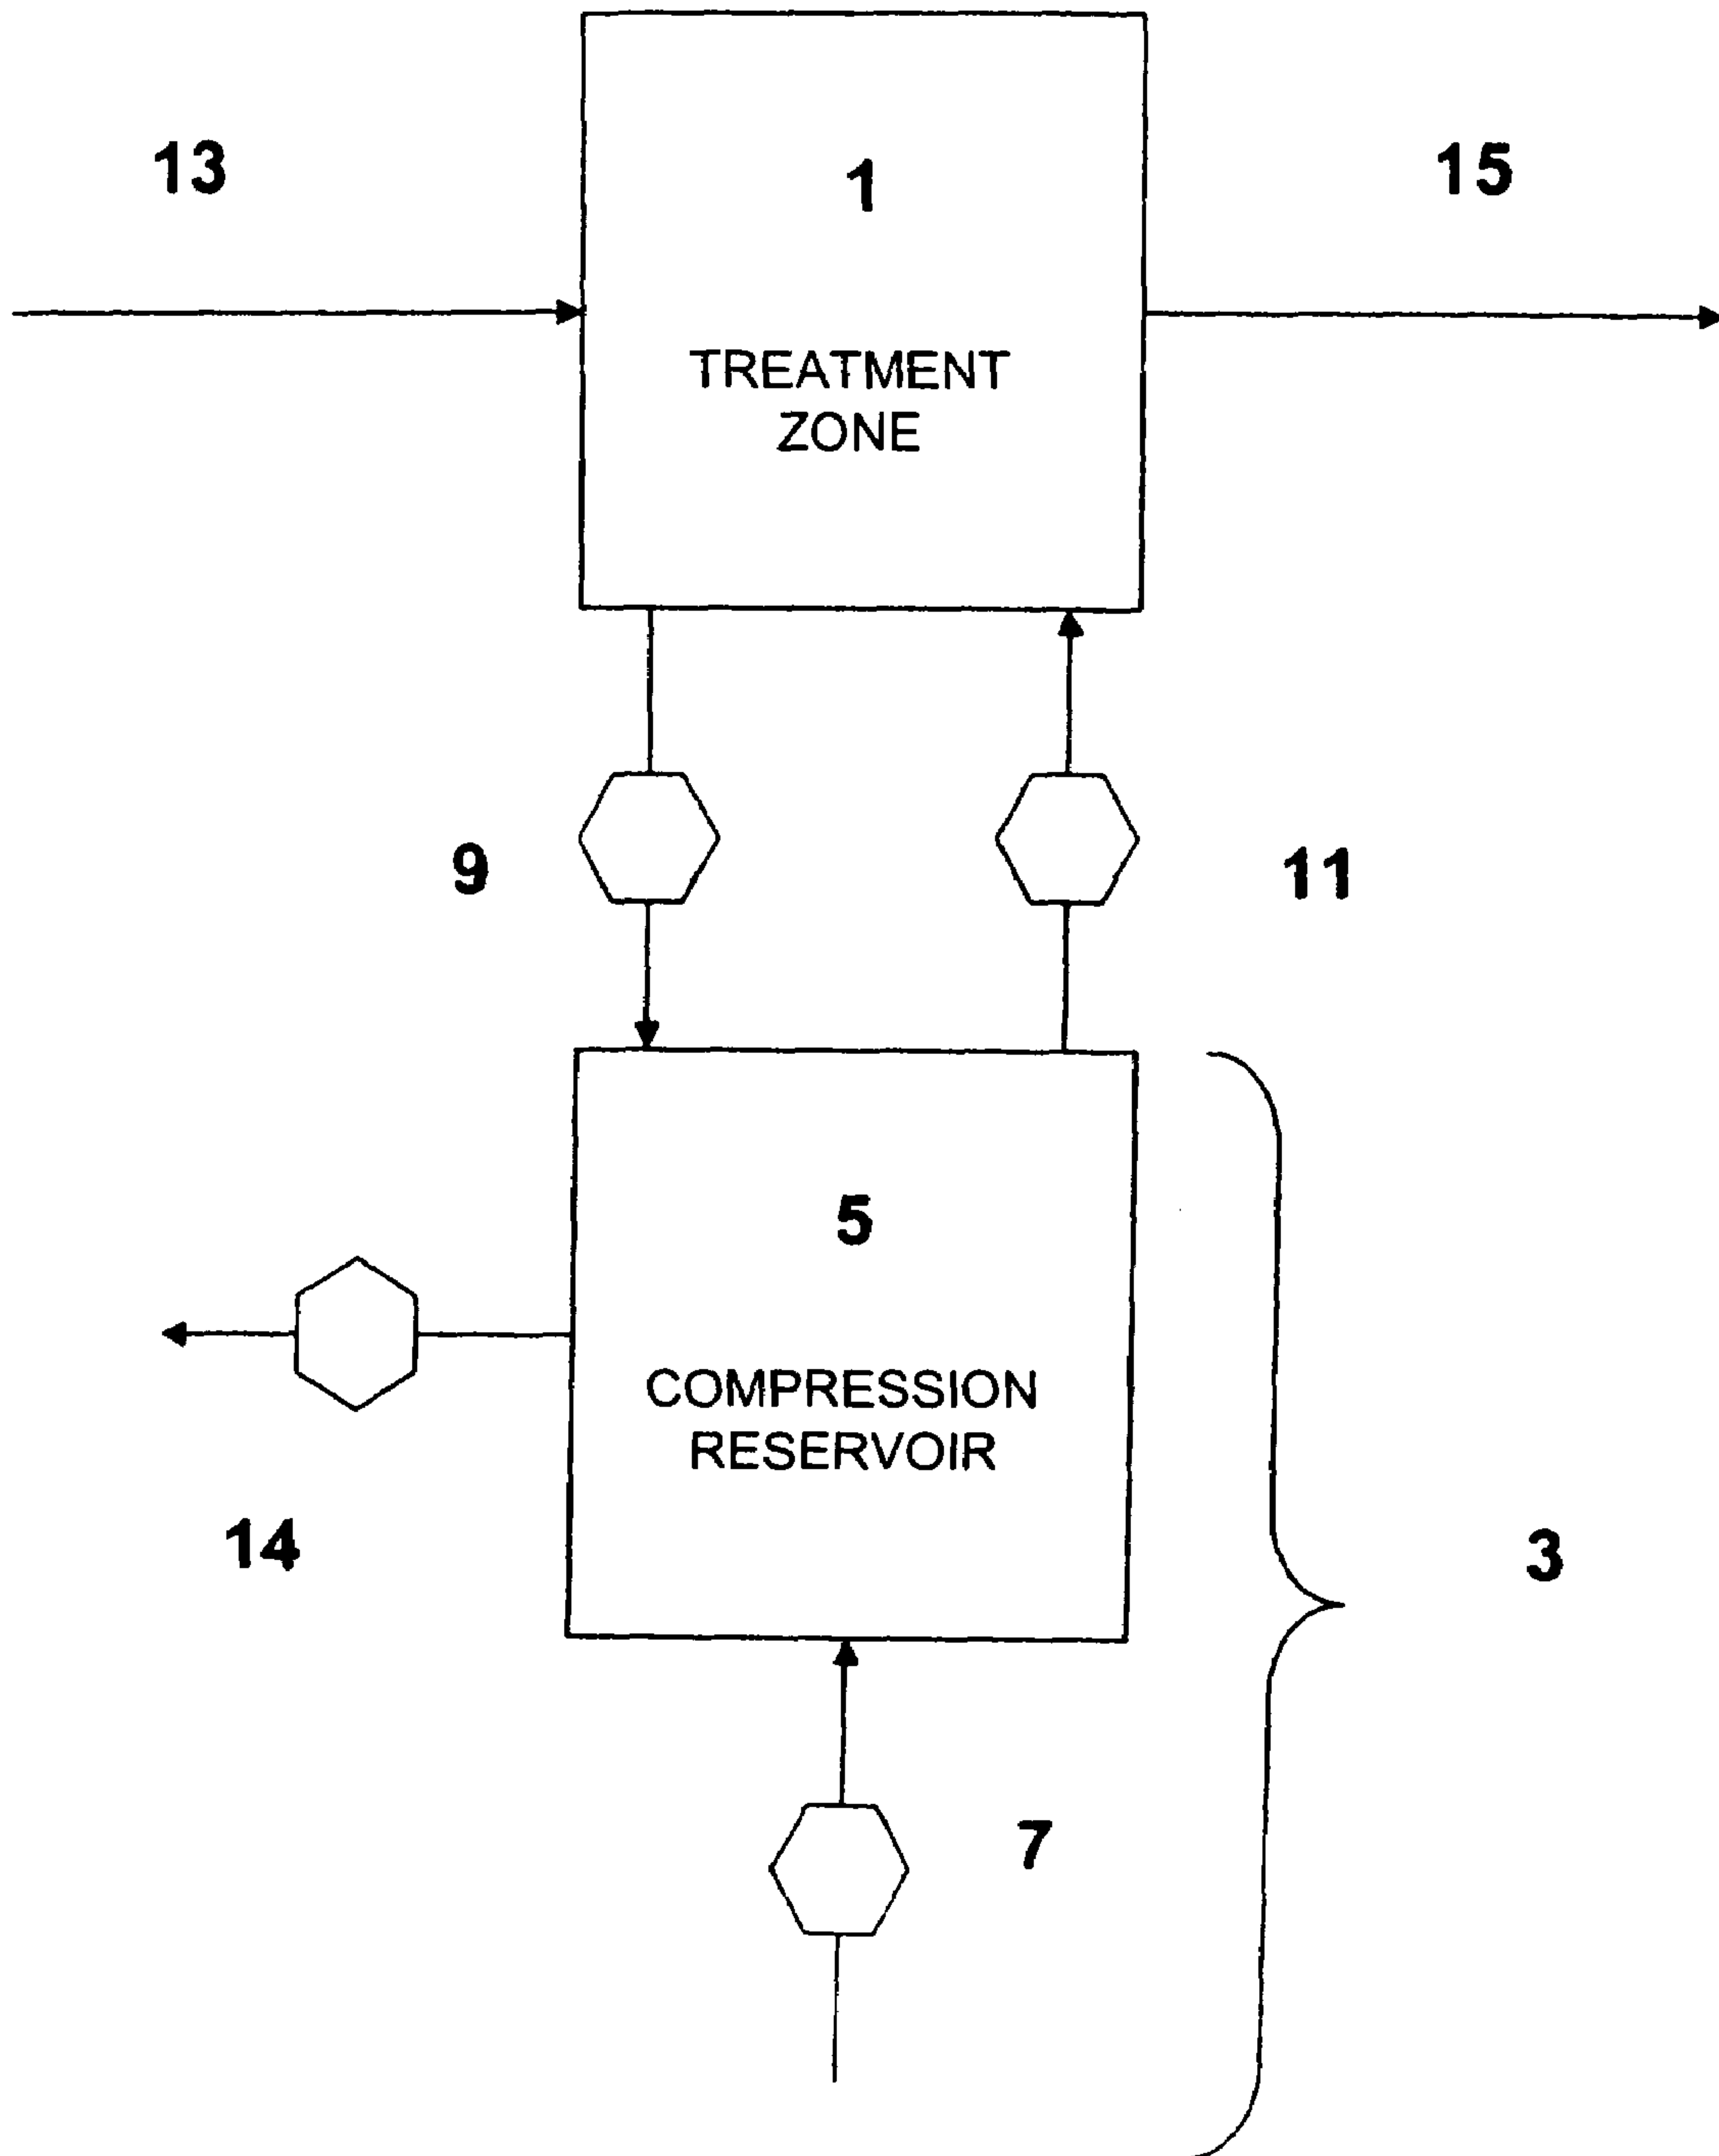 13
1
15
TREATMENT
ZONE
9
11
5
COMPRESSION
RESERVOIR
14
3
7